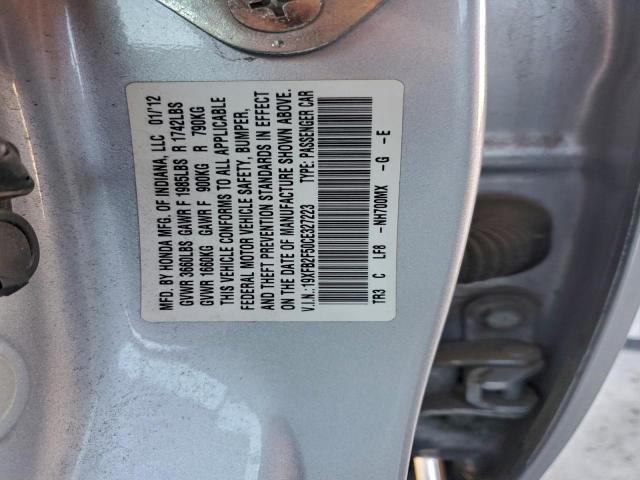 MFD. BY HONDA MFG. OF INDIANA, LLC 01/12
GVWR 3660LBS GAWR F 1985LBS R 1742LBS
GVWR 1660KG GAWR F 900KG R 790KG
THIS VEHICLE CONFORMS TO ALL APPLICABLE
FEDERAL MOTOR VEHICLE SAFETY, BUMPER,
AND THEFT PREVENTION STANDARDS IN EFFECT
ON THE DATE OF MANUFACTURE SHOWN ABOVE.
V.I.N.: 19XFB2F50CE327223 TYPE: PASSENGER CAR
TR3 C LF8 -NH700MX -G -E